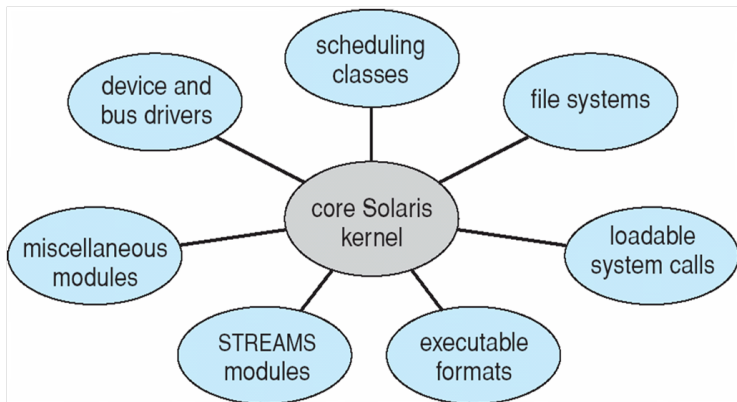 scheduling
classes
device and
bus drivers
file systems
core Solaris
kernel
miscellaneous
modules
loadable
system calls
STREAMS
modules
executable
formats